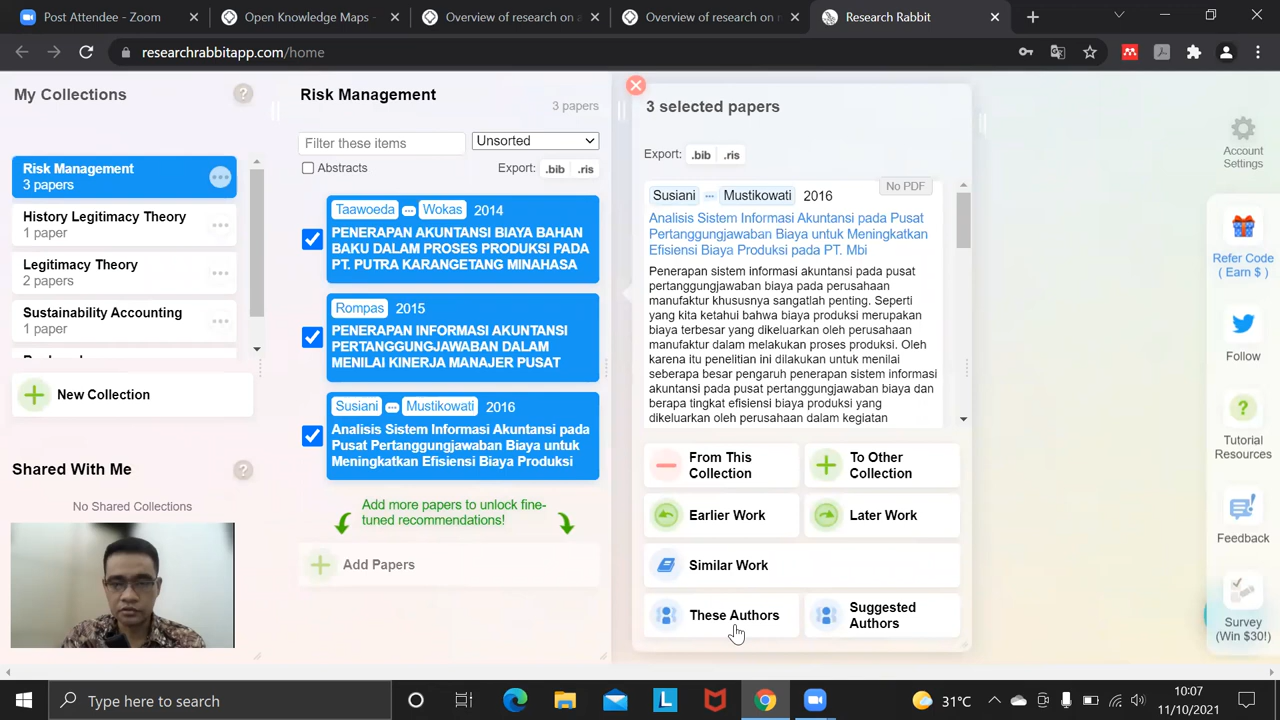 Post Attendee - Zoom
Open Knowledge Maps -
Overview of research on a
Overview of research on r
Research Rabbit
researchrabbitapp.com/home
My Collections
?
Risk Management
3 papers
History Legitimacy Theory
1 paper
Legitimacy Theory
2 papers
Sustainability Accounting
1 paper
New Collection
Shared With Me
?
No Shared Collections
Risk Management
3 papers
Filter these items
Unsorted
Abstracts
Export: .bib .ris
Taawoeda ... Wokas 2014
PENERAPAN AKUNTANSI BIAYA BAHAN
BAKU DALAM PROSES PRODUKSI PADA
PT. PUTRA KARANGETANG MINAHASA
Rompas 2015
PENERAPAN INFORMASI AKUNTANSI
PERTANGGUNGJAWABAN DALAM
MENILAI KINERJA MANAJER PUSAT
Susiani ... Mustikowati 2016
Analisis Sistem Informasi Akuntansi pada
Pusat Pertanggungjawaban Biaya untuk
Meningkatkan Efisiensi Biaya Produksi
Add more papers to unlock fine-
tuned recommendations!
Add Papers
3 selected papers
Export: .bib .ris
No PDF
Susiani ... Mustikowati 2016
Analisis Sistem Informasi Akuntansi pada Pusat
Pertanggungjawaban Biaya untuk Meningkatkan
Efisiensi Biaya Produksi pada PT. Mbi
Penerapan sistem informasi akuntansi pada pusat
pertanggungjawaban biaya pada perusahaan
manufaktur khususnya sangatlah penting. Seperti
yang kita ketahui bahwa biaya produksi merupakan
biaya terbesar yang dikeluarkan oleh perusahaan
manufaktur dalam melakukan proses produksi. Oleh
karena itu penelitian ini dilakukan untuk menilai
seberapa besar pengaruh penerapan sistem informasi
akuntansi pada pusat pertanggungjawaban biaya dan
berapa tingkat efisiensi biaya produksi yang
dikeluarkan oleh perusahaan dalam kegiatan
From This
Collection
To Other
Collection
Earlier Work
Later Work
Similar Work
These Authors
Suggested
Authors
Account
Settings
Refer Code
( Earn $ )
Follow
?
Tutorial
Resources
Feedback
Survey
(Win $30!)
Type here to search
L
31°C
10:07
11/10/2021